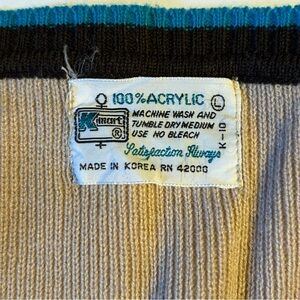 100% ACRYLIC L
Kmart ®
MACHINE WASH AND
TUMBLE DRY MEDIUM
USE NO BLEACH
K-10
Satisfaction Always
MADE IN KOREA RN 42000